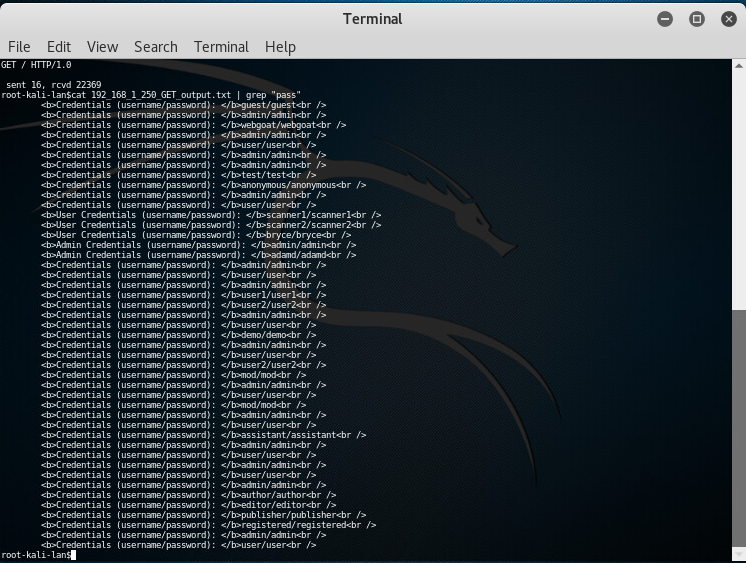 Terminal
File Edit View Search Terminal Help
GET / HTTP/1.0
sent 16, rcvd 22369
root-kali-lan$cat 192_168_1_250_GET_output.txt | grep "pass"
<b>Credentials (username/password): </b>guest/guest<br />
<b>Credentials (username/password): </b>admin/admin<br />
<b>Credentials (username/password): </b>webgoat/webgoat<br />
<b>Credentials (username/password): </b>admin/admin<br />
<b>Credentials (username/password): </b>user/user<br />
<b>Credentials (username/password): </b>admin/admin<br />
<b>Credentials (username/password): </b>admin/admin<br />
<b>Credentials (username/password): </b>test/test<br />
<b>Credentials (username/password): </b>anonymous/anonymous<br />
<b>Credentials (username/password): </b>admin/admin<br />
<b>Credentials (username/password): </b>user/user<br />
<b>User Credentials (username/password): </b>scanner1/scanner1<br />
<b>User Credentials (username/password): </b>scanner2/scanner2<br />
<b>User Credentials (username/password): </b>bryce/bryce<br />
<b>Admin Credentials (username/password): </b>admin/admin<br />
<b>Admin Credentials (username/password): </b>adamd/adamd<br />
<b>Credentials (username/password): </b>admin/admin<br />
<b>Credentials (username/password): </b>user/user<br />
<b>Credentials (username/password): </b>admin/admin<br />
<b>Credentials (username/password): </b>user1/user1<br />
<b>Credentials (username/password): </b>user2/user2<br />
<b>Credentials (username/password): </b>admin/admin<br />
<b>Credentials (username/password): </b>user/user<br />
<b>Credentials (username/password): </b>demo/demo<br />
<b>Credentials (username/password): </b>admin/admin<br />
<b>Credentials (username/password): </b>user/user<br />
<b>Credentials (username/password): </b>user2/user2<br />
<b>Credentials (username/password): </b>mod/mod<br />
<b>Credentials (username/password): </b>admin/admin<br />
<b>Credentials (username/password): </b>user/user<br />
<b>Credentials (username/password): </b>mod/mod<br />
<b>Credentials (username/password): </b>admin/admin<br />
<b>Credentials (username/password): </b>user/user<br />
<b>Credentials (username/password): </b>assistant/assistant<br />
<b>Credentials (username/password): </b>admin/admin<br />
<b>Credentials (username/password): </b>user/user<br />
<b>Credentials (username/password): </b>admin/admin<br />
<b>Credentials (username/password): </b>user/user<br />
<b>Credentials (username/password): </b>admin/admin<br />
<b>Credentials (username/password): </b>author/author<br />
<b>Credentials (username/password): </b>editor/editor<br />
<b>Credentials (username/password): </b>publisher/publisher<br />
<b>Credentials (username/password): </b>registered/registered<br />
<b>Credentials (username/password): </b>admin/admin<br />
<b>Credentials (username/password): </b>user/user<br />
root-kali-lan$